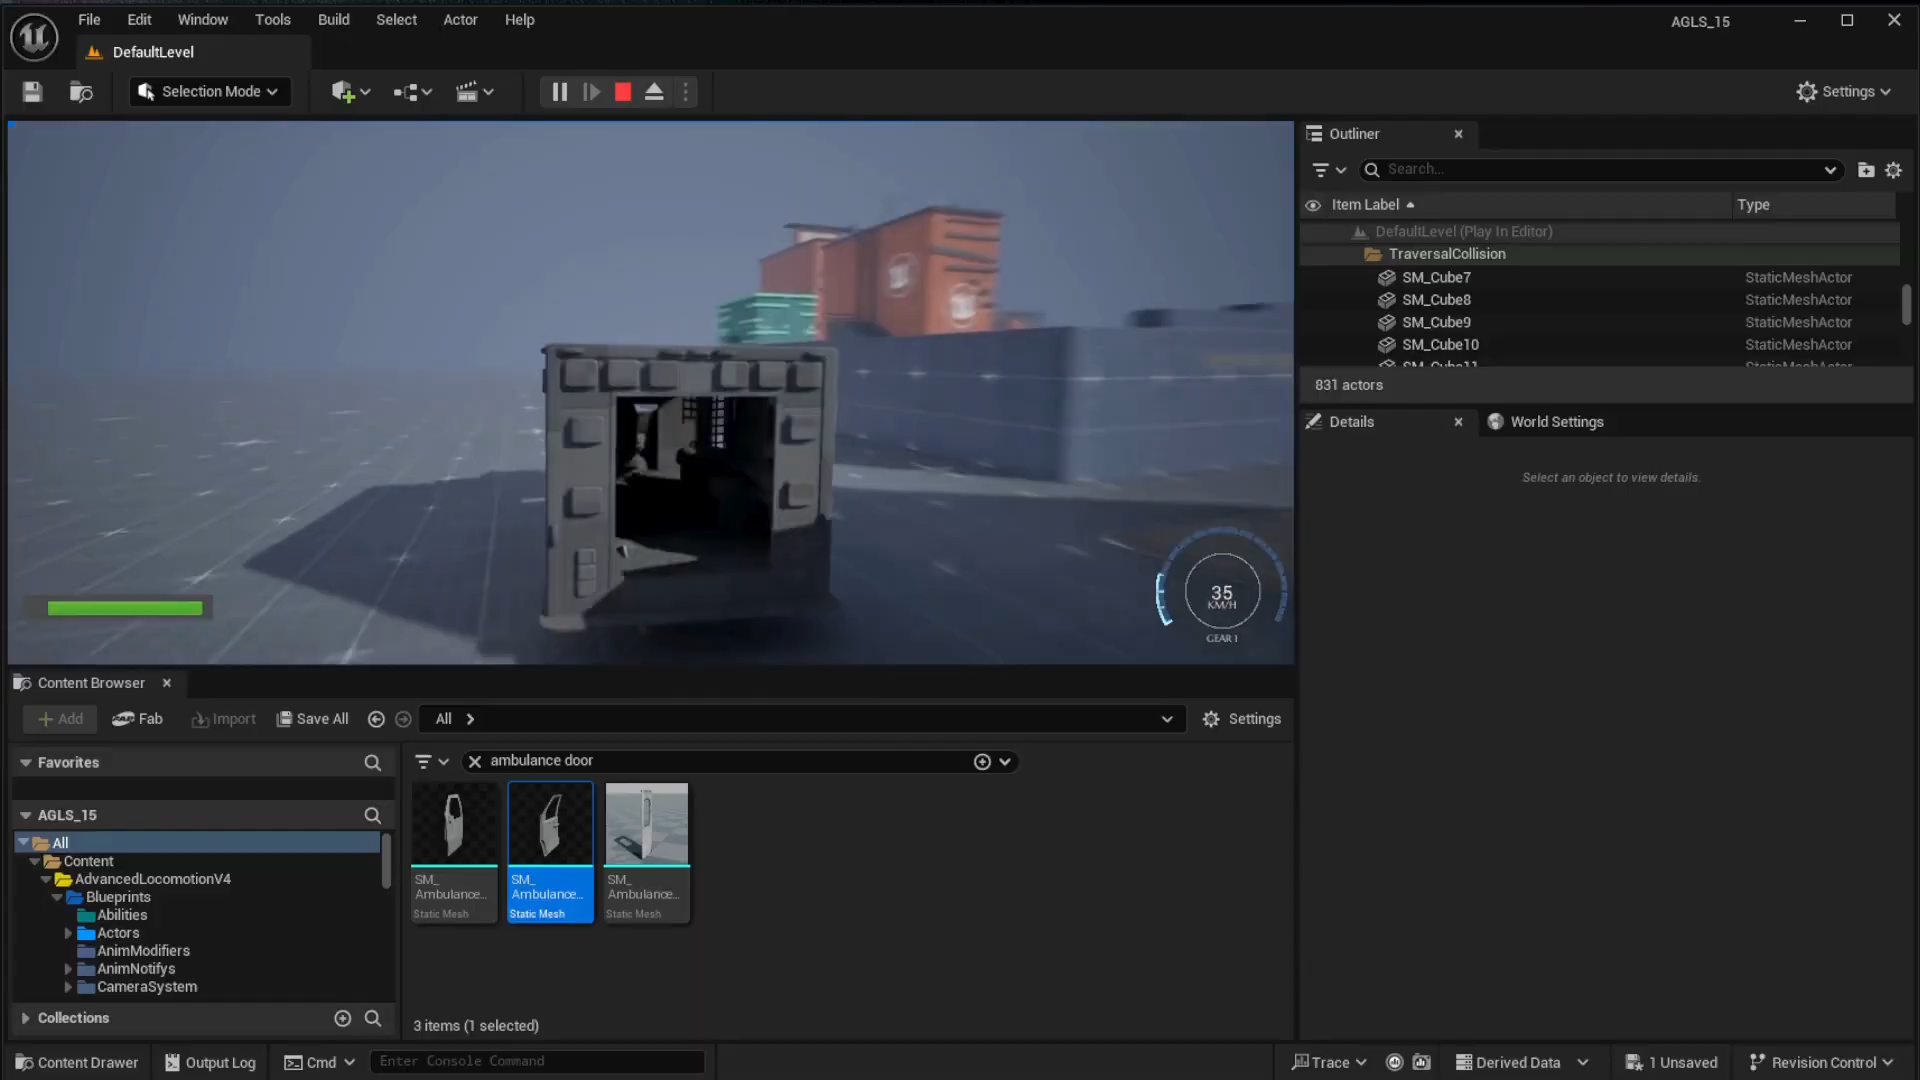 File Edit Window Tools Build Select Actor Help
AGLS_15
DefaultLevel
Selection Mode
Settings
Outliner
Search...
Item Label Type
DefaultLevel (Play In Editor)
TraversalCollision
SM_Cube7 StaticMeshActor
SM_Cube8 StaticMeshActor
SM_Cube9 StaticMeshActor
SM_Cube10 StaticMeshActor
831 actors
Details World Settings
Select an object to view details.
35
KM/H
GEAR 1
Content Browser
Add Fab Import Save All All Settings
Favorites
ambulance door
AGLS_15
All
Content
AdvancedLocomotionV4
Blueprints
Abilities
Actors
AnimModifiers
AnimNotifys
CameraSystem
Collections
SM_
Ambulance...
Static Mesh
SM_
Ambulance...
Static Mesh
SM_
Ambulance...
Static Mesh
3 items (1 selected)
Content Drawer Output Log Cmd Enter Console Command Trace Derived Data 1 Unsaved Revision Control